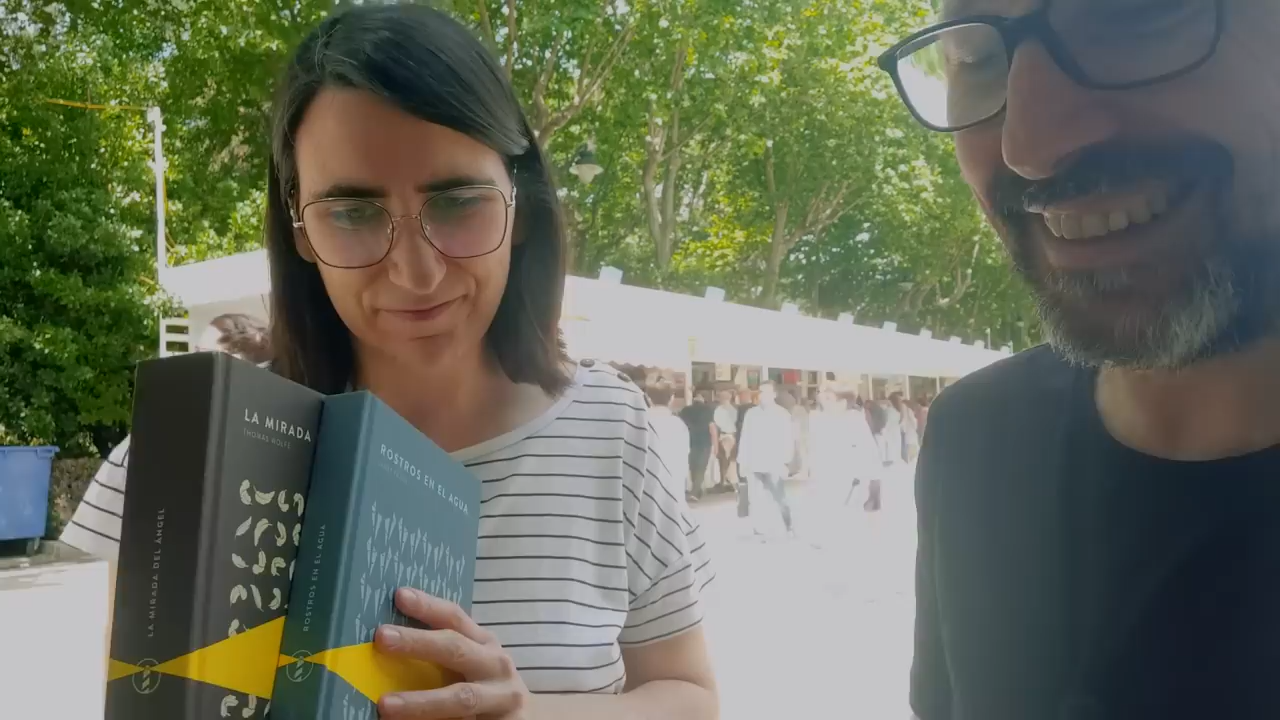 LA MIRADA
THOMAS WOLFE
LA MIRADA DEL ÁNGEL
ROSTROS EN EL AGUA
ROSTROS EN EL AGUA